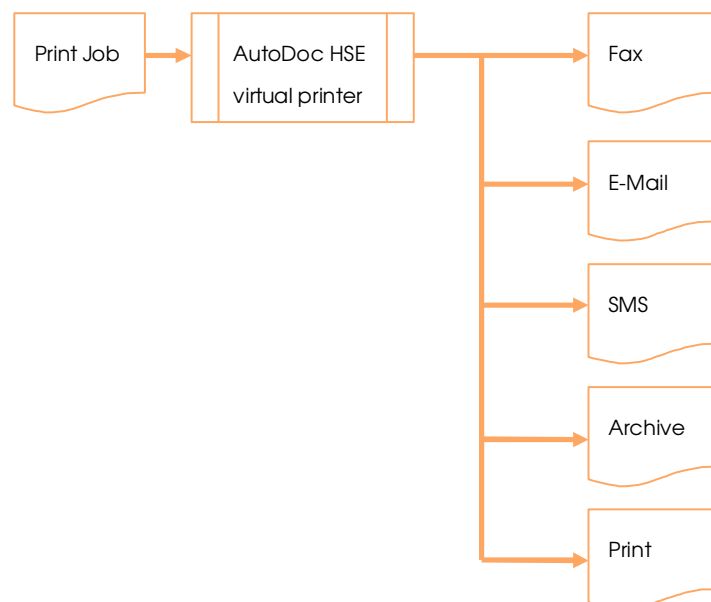 Print Job
AutoDoc HSE
virtual printer
Fax
E-Mail
SMS
Archive
Print